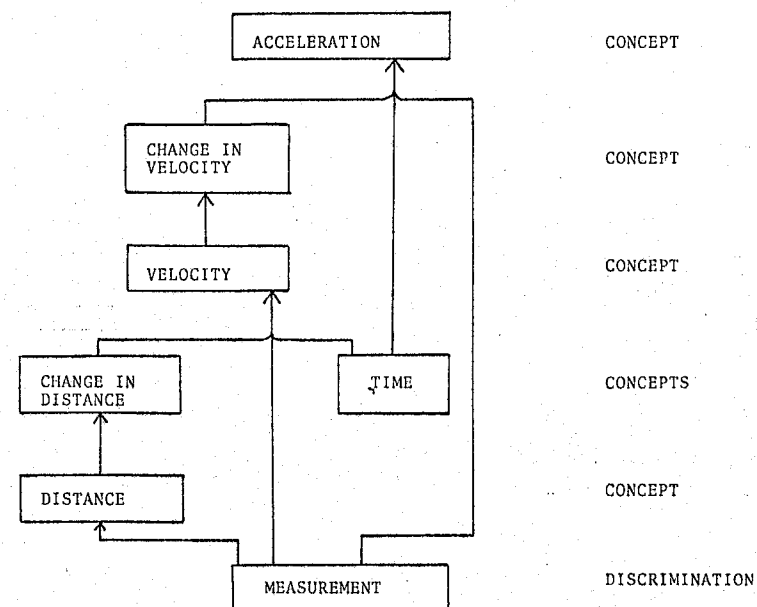 ACCELERATION CONCEPT
CHANGE IN
VELOCITY CONCEPT
VELOCITY CONCEPT
CHANGE IN
DISTANCE
TIME CONCEPTS
DISTANCE CONCEPT
MEASUREMENT DISCRIMINATION